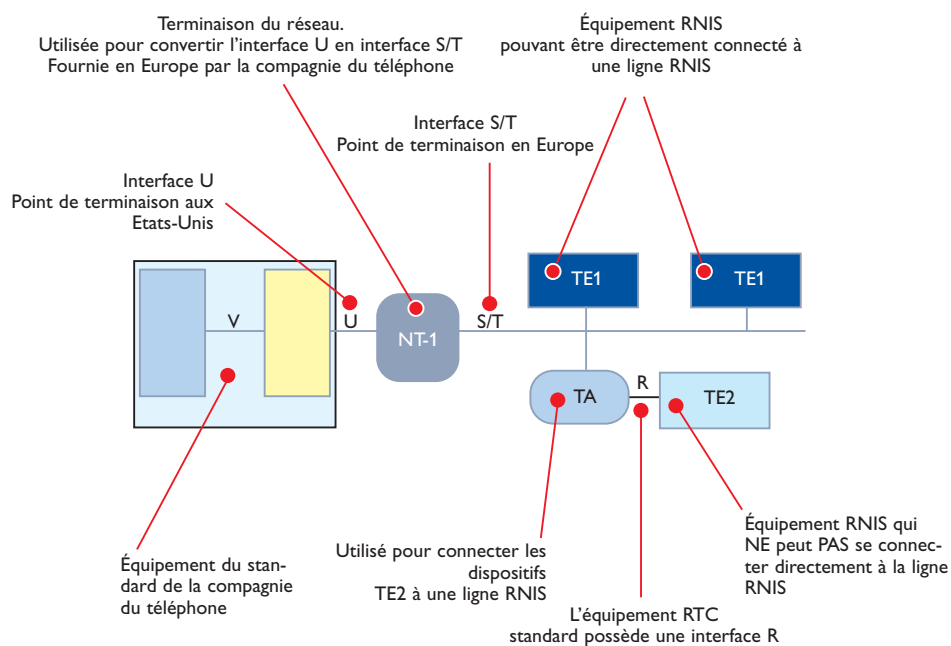 Terminaison du réseau.
Utilisée pour convertir l'interface U en interface S/T
Fournie en Europe par la compagnie du téléphone
Équipement RNIS
pouvant être directement connecté à
une ligne RNIS
Interface S/T
Point de terminaison en Europe
Interface U
Point de terminaison aux
Etats-Unis
TE1
TE1
V
U
NT-1
S/T
TA
R
TE2
Équipement du stan-
dard de la compagnie
du téléphone
Utilisé pour connecter les
dispositifs
TE2 à une ligne RNIS
Équipement RNIS qui
NE peut PAS se connec-
ter directement à la ligne
RNIS
L'équipement RTC
standard possède une interface R